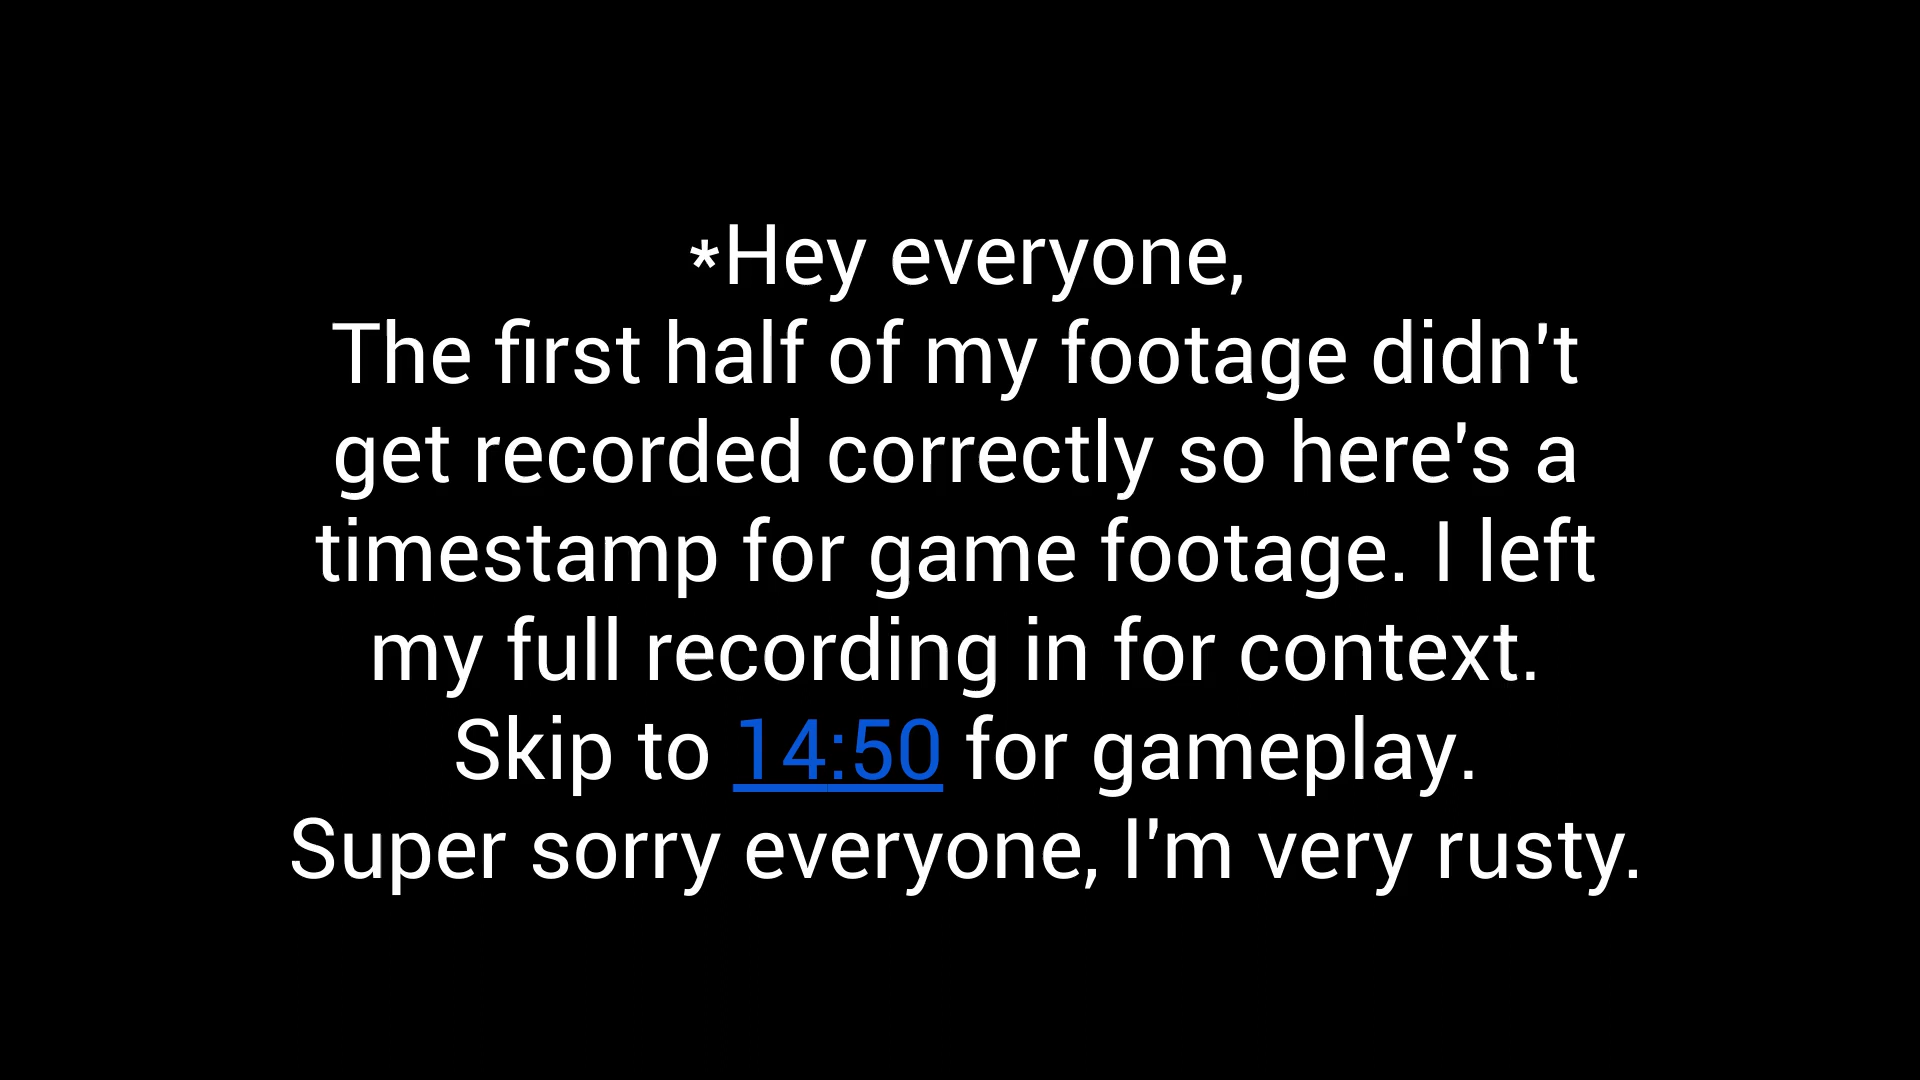 *Hey everyone,
The first half of my footage didn't
get recorded correctly so here's a
timestamp for game footage. I left
my full recording in for context.
Skip to 14:50 for gameplay.
Super sorry everyone, I'm very rusty.